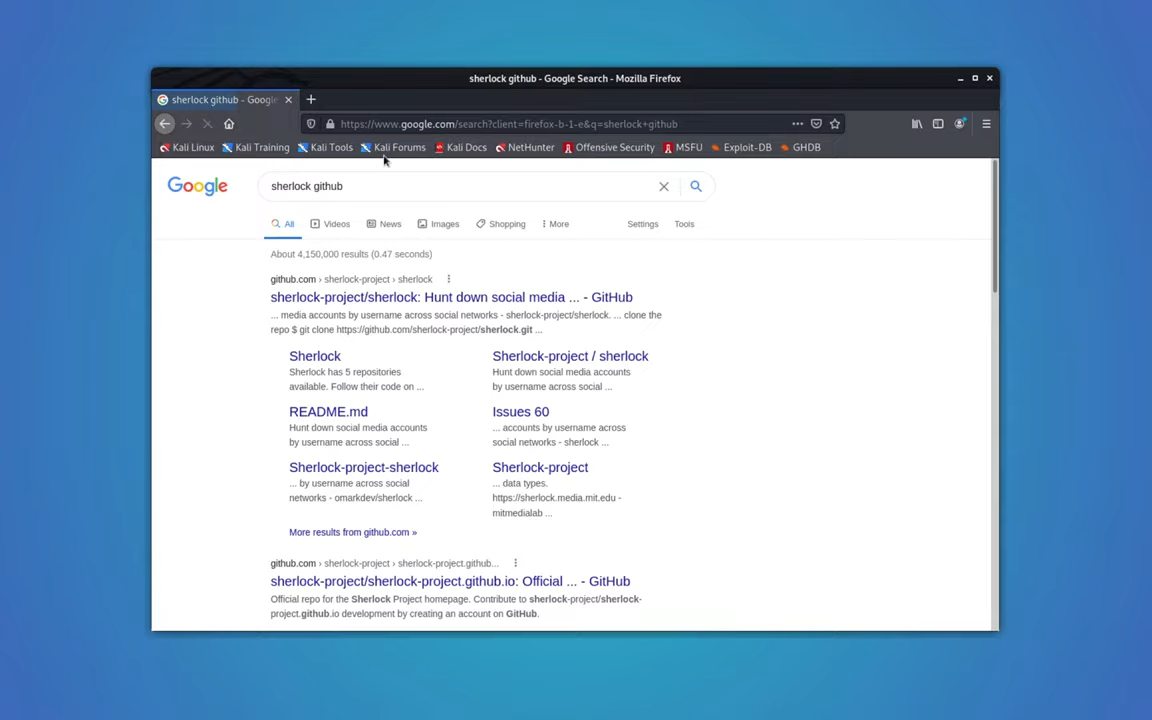 sherlock github - Google Search - Mozilla Firefox
sherlock github - Google
https://www.google.com/search?client=firefox-b-1-e&q=sherlock+github
Kali Linux Kali Training Kali Tools Kali Forums Kali Docs NetHunter Offensive Security MSFU Exploit-DB GHDB
Google sherlock github
All Videos News Images Shopping More Settings Tools
About 4,150,000 results (0.47 seconds)
github.com › sherlock-project › sherlock
sherlock-project/sherlock: Hunt down social media ... - GitHub
... media accounts by username across social networks - sherlock-project/sherlock. ... clone the
repo $ git clone https://github.com/sherlock-project/sherlock.git ...
Sherlock
Sherlock has 5 repositories
available. Follow their code on ...
Sherlock-project / sherlock
Hunt down social media accounts
by username across social ...
README.md
Hunt down social media accounts
by username across social ...
Issues 60
... accounts by username across
social networks - sherlock ...
Sherlock-project-sherlock
... by username across social
networks - omarkdev/sherlock ...
Sherlock-project
... data types.
https://sherlock.media.mit.edu -
mitmedialab ...
More results from github.com »
github.com › sherlock-project › sherlock-project.github...
sherlock-project/sherlock-project.github.io: Official ... - GitHub
Official repo for the Sherlock Project homepage. Contribute to sherlock-project/sherlock-
project.github.io development by creating an account on GitHub.